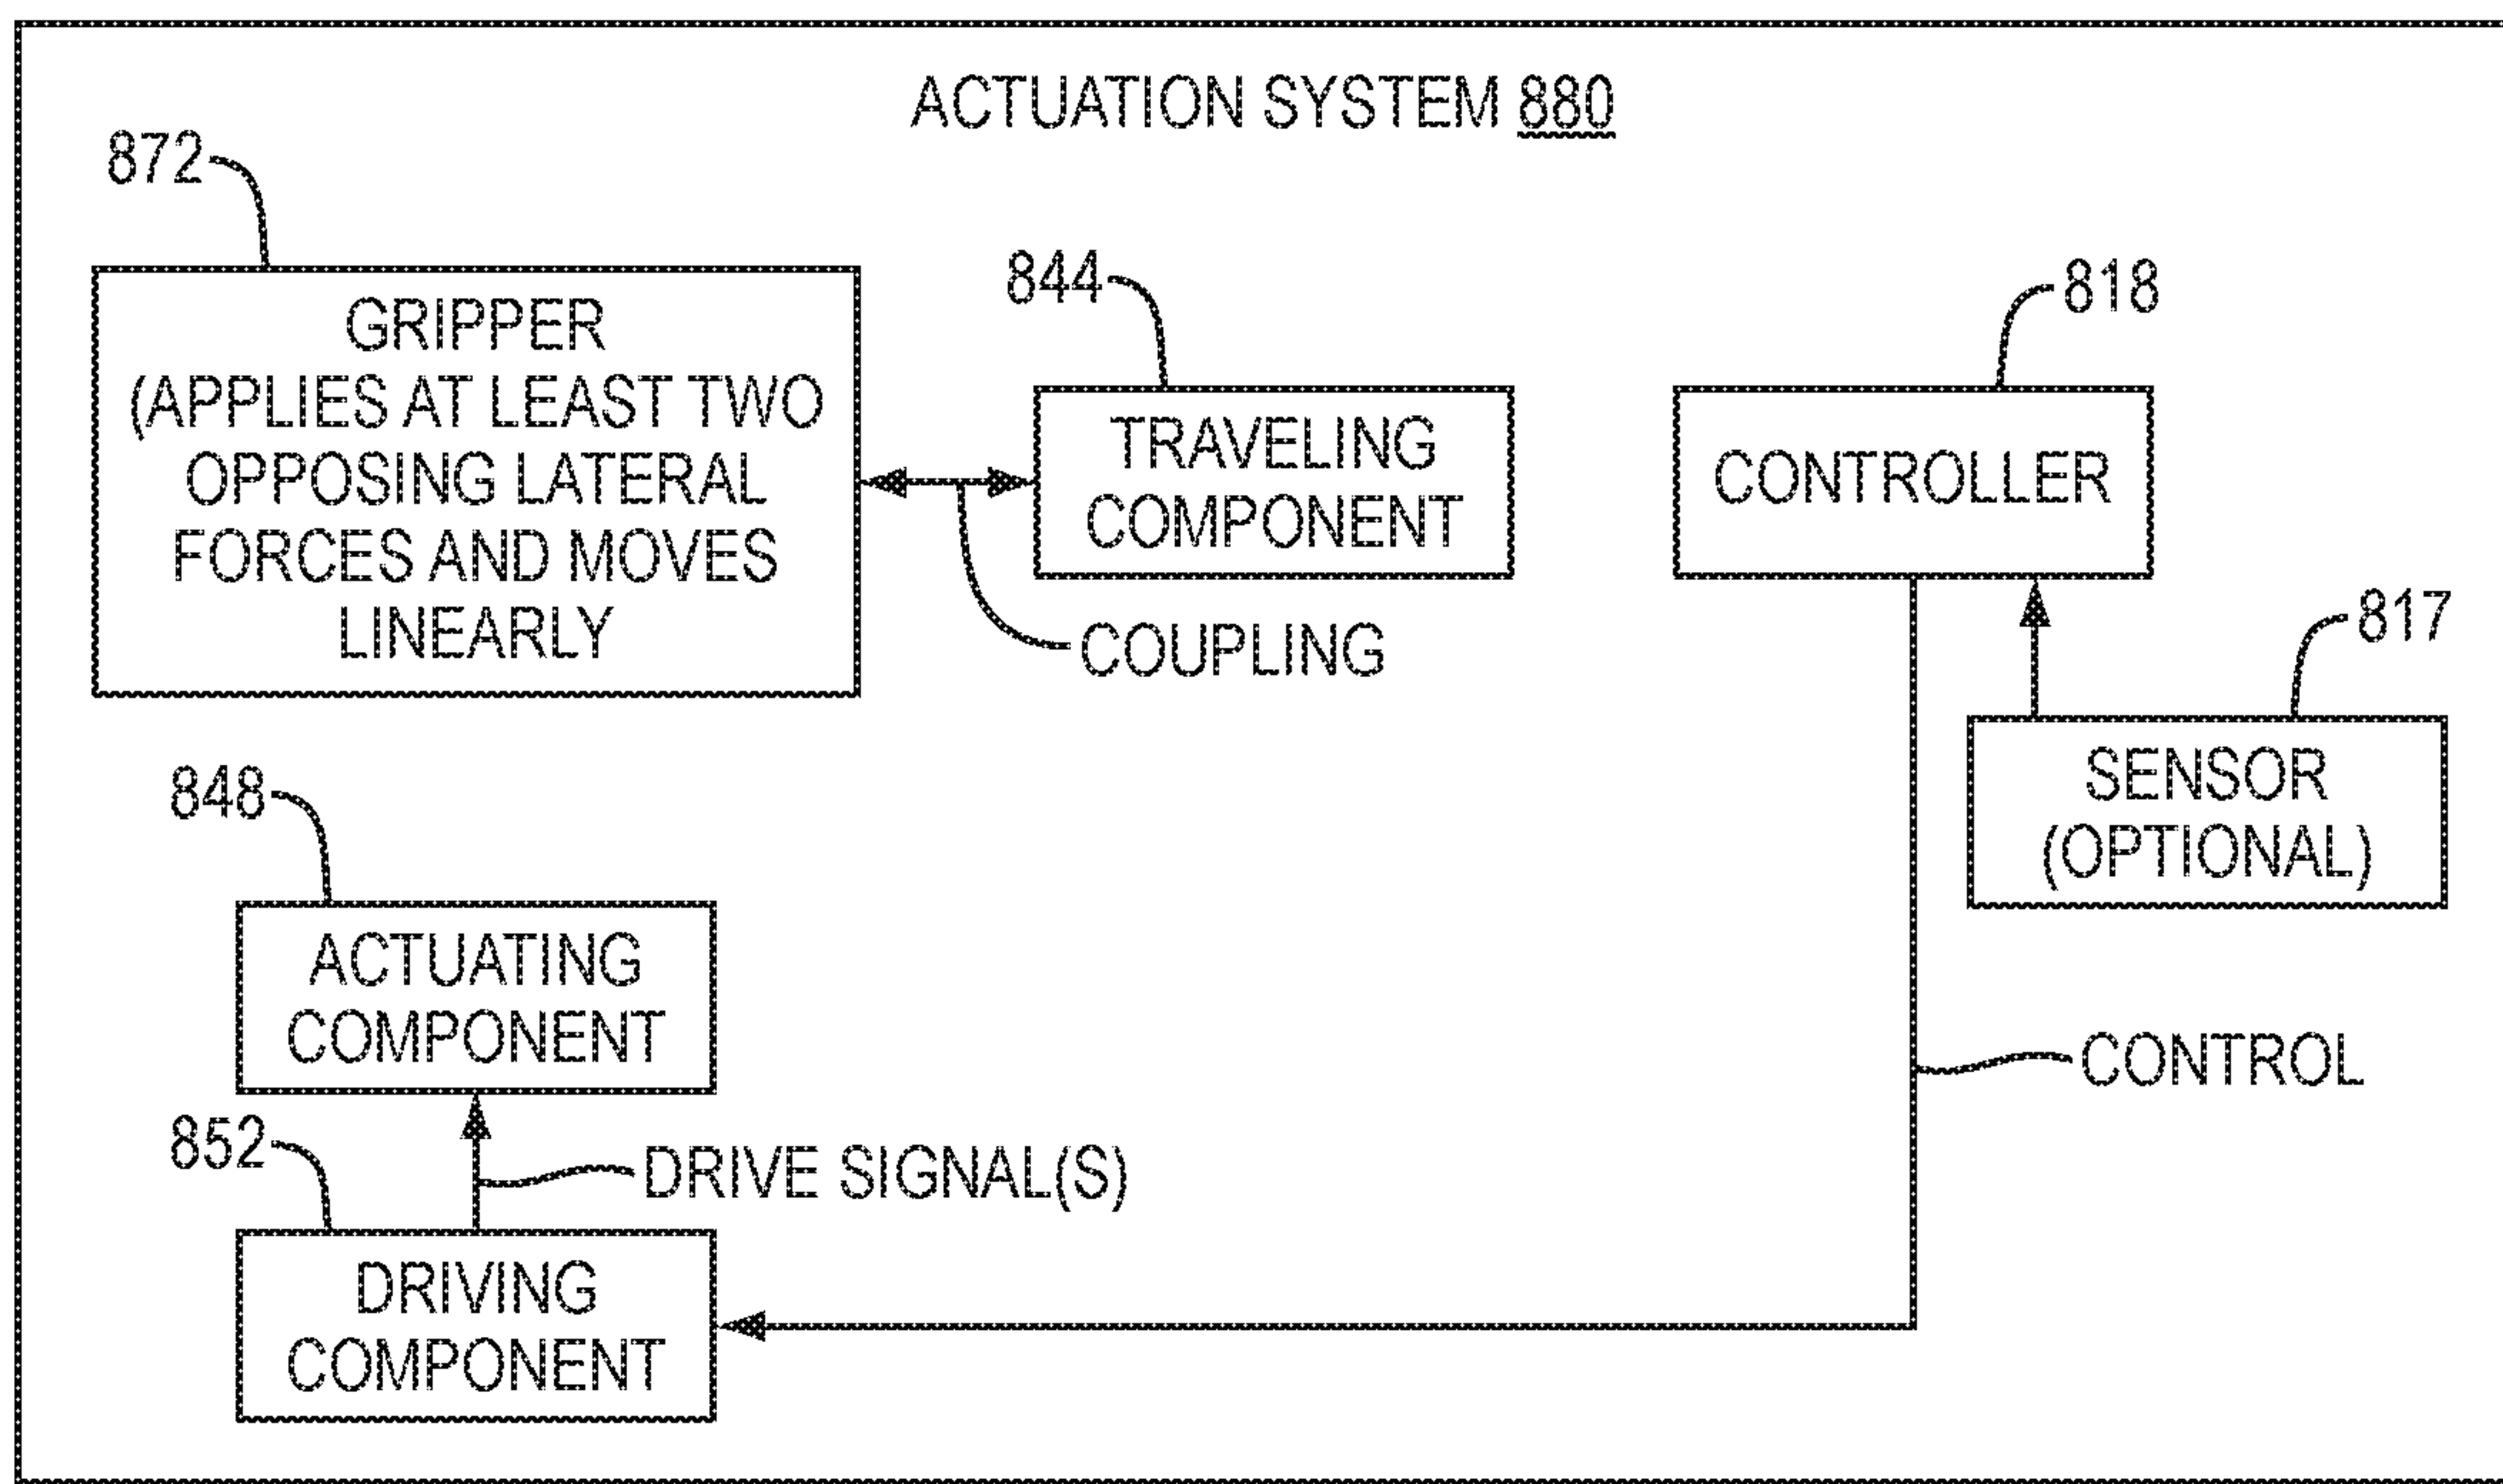 ACTUATION SYSTEM 880
872
GRIPPER
(APPLIES AT LEAST TWO
OPPOSING LATERAL
FORCES AND MOVES
LINEARLY
844
TRAVELING
COMPONENT
COUPLING
818
CONTROLLER
817
SENSOR
(OPTIONAL)
848
ACTUATING
COMPONENT
CONTROL
852
DRIVE SIGNAL(S)
DRIVING
COMPONENT